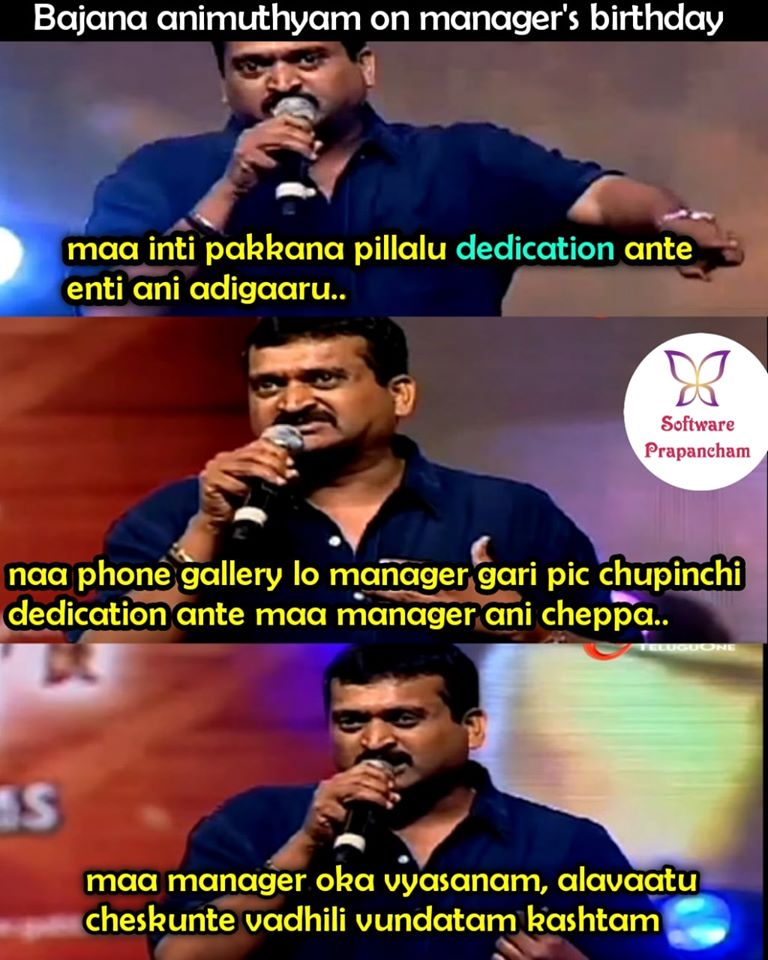 Bajana animuthyam on manager's birthday
maa inti pakkana pillalu dedication ante
enti ani adigaaru..
Software
Prapancham
naa phone gallery lo manager gari pic chupinchi
dedication ante maa manager ani cheppa..
TELUGUONE
MS
maa manager oka vyasanam, alavaatu
cheskunte vadhili vundatam kashtam